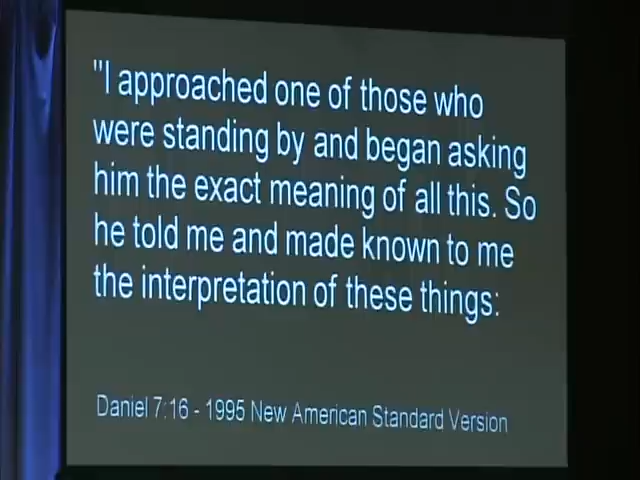 "I approached one of those who
were standing by and began asking
him the exact meaning of all this. So
he told me and made known to me
the interpretation of these things:
Daniel 7:16 - 1995 New American Standard Version